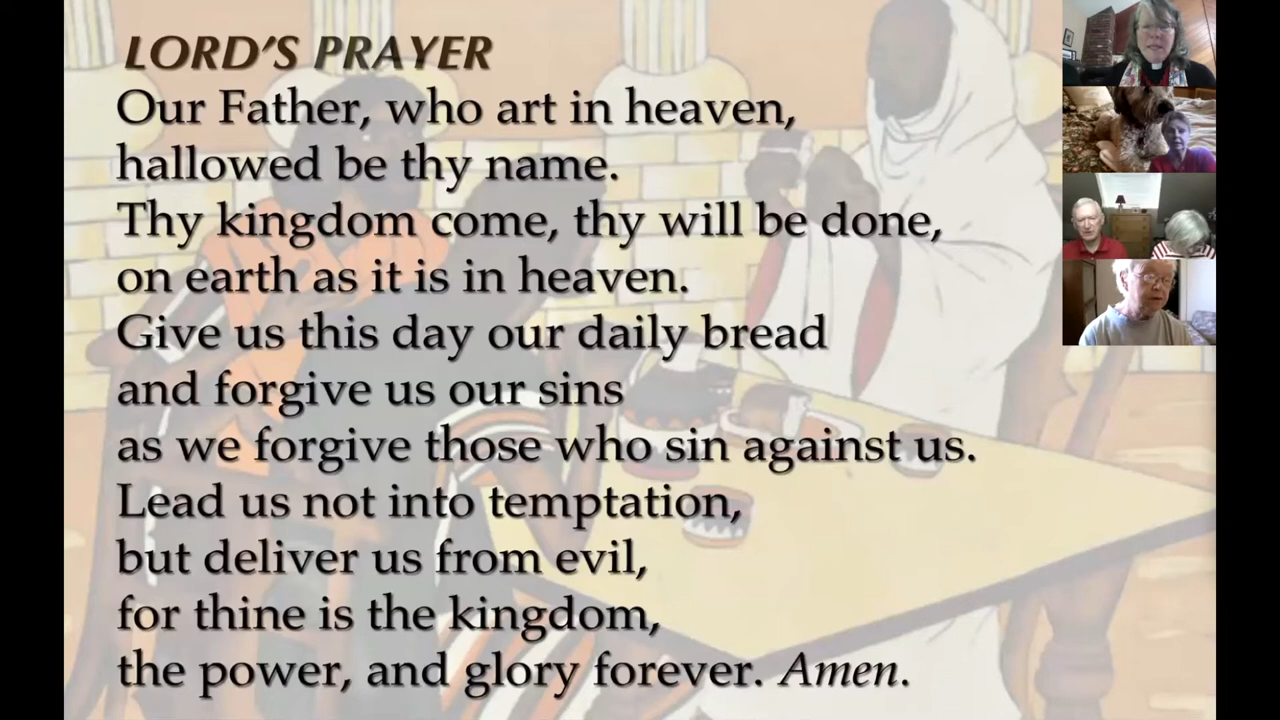 LORD'S PRAYER
Our Father, who art in heaven,
hallowed be thy name.
Thy kingdom come, thy will be done,
on earth as it is in heaven.
Give us this day our daily bread
and forgive us our sins
as we forgive those who sin against us.
Lead us not into temptation,
but deliver us from evil,
for thine is the kingdom,
the power, and glory forever. Amen.